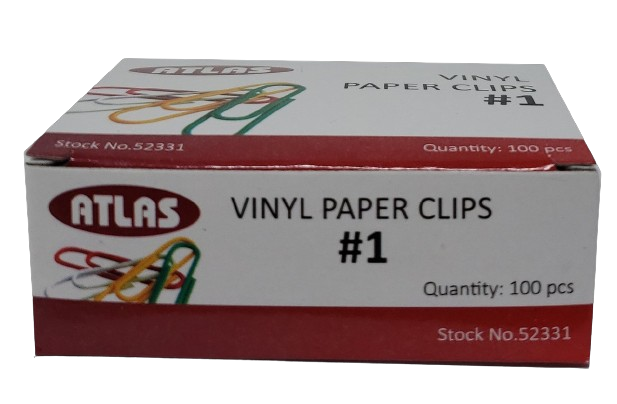 ATLAS
VINYL
PAPER CLIPS
#1
Stock No.52331
Quantity: 100 pcs
ATLAS
VINYL PAPER CLIPS
#1
Quantity: 100 pcs
Stock No.52331